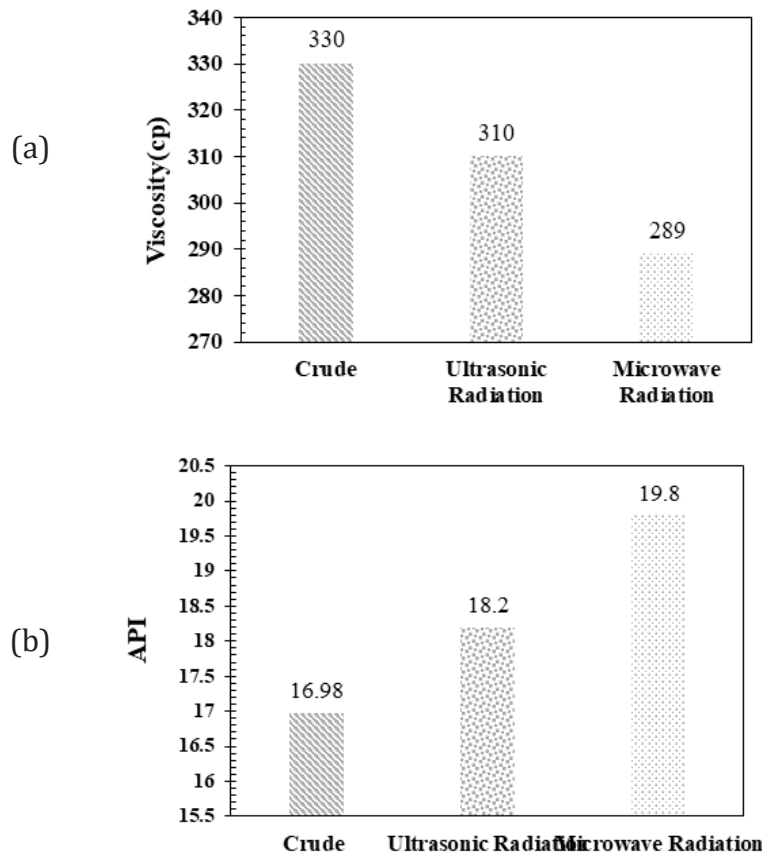 (a)
Viscosity(cp)
340
330
320
310
300
290
280
270
330
310
289
Crude
Ultrasonic
Radiation
Microwave
Radiation
(b)
API
20.5
20
19.5
19
18.5
18
17.5
17
16.5
16
15.5
16.98
18.2
19.8
Crude
Ultrasonic Radiation
Microwave Radiation